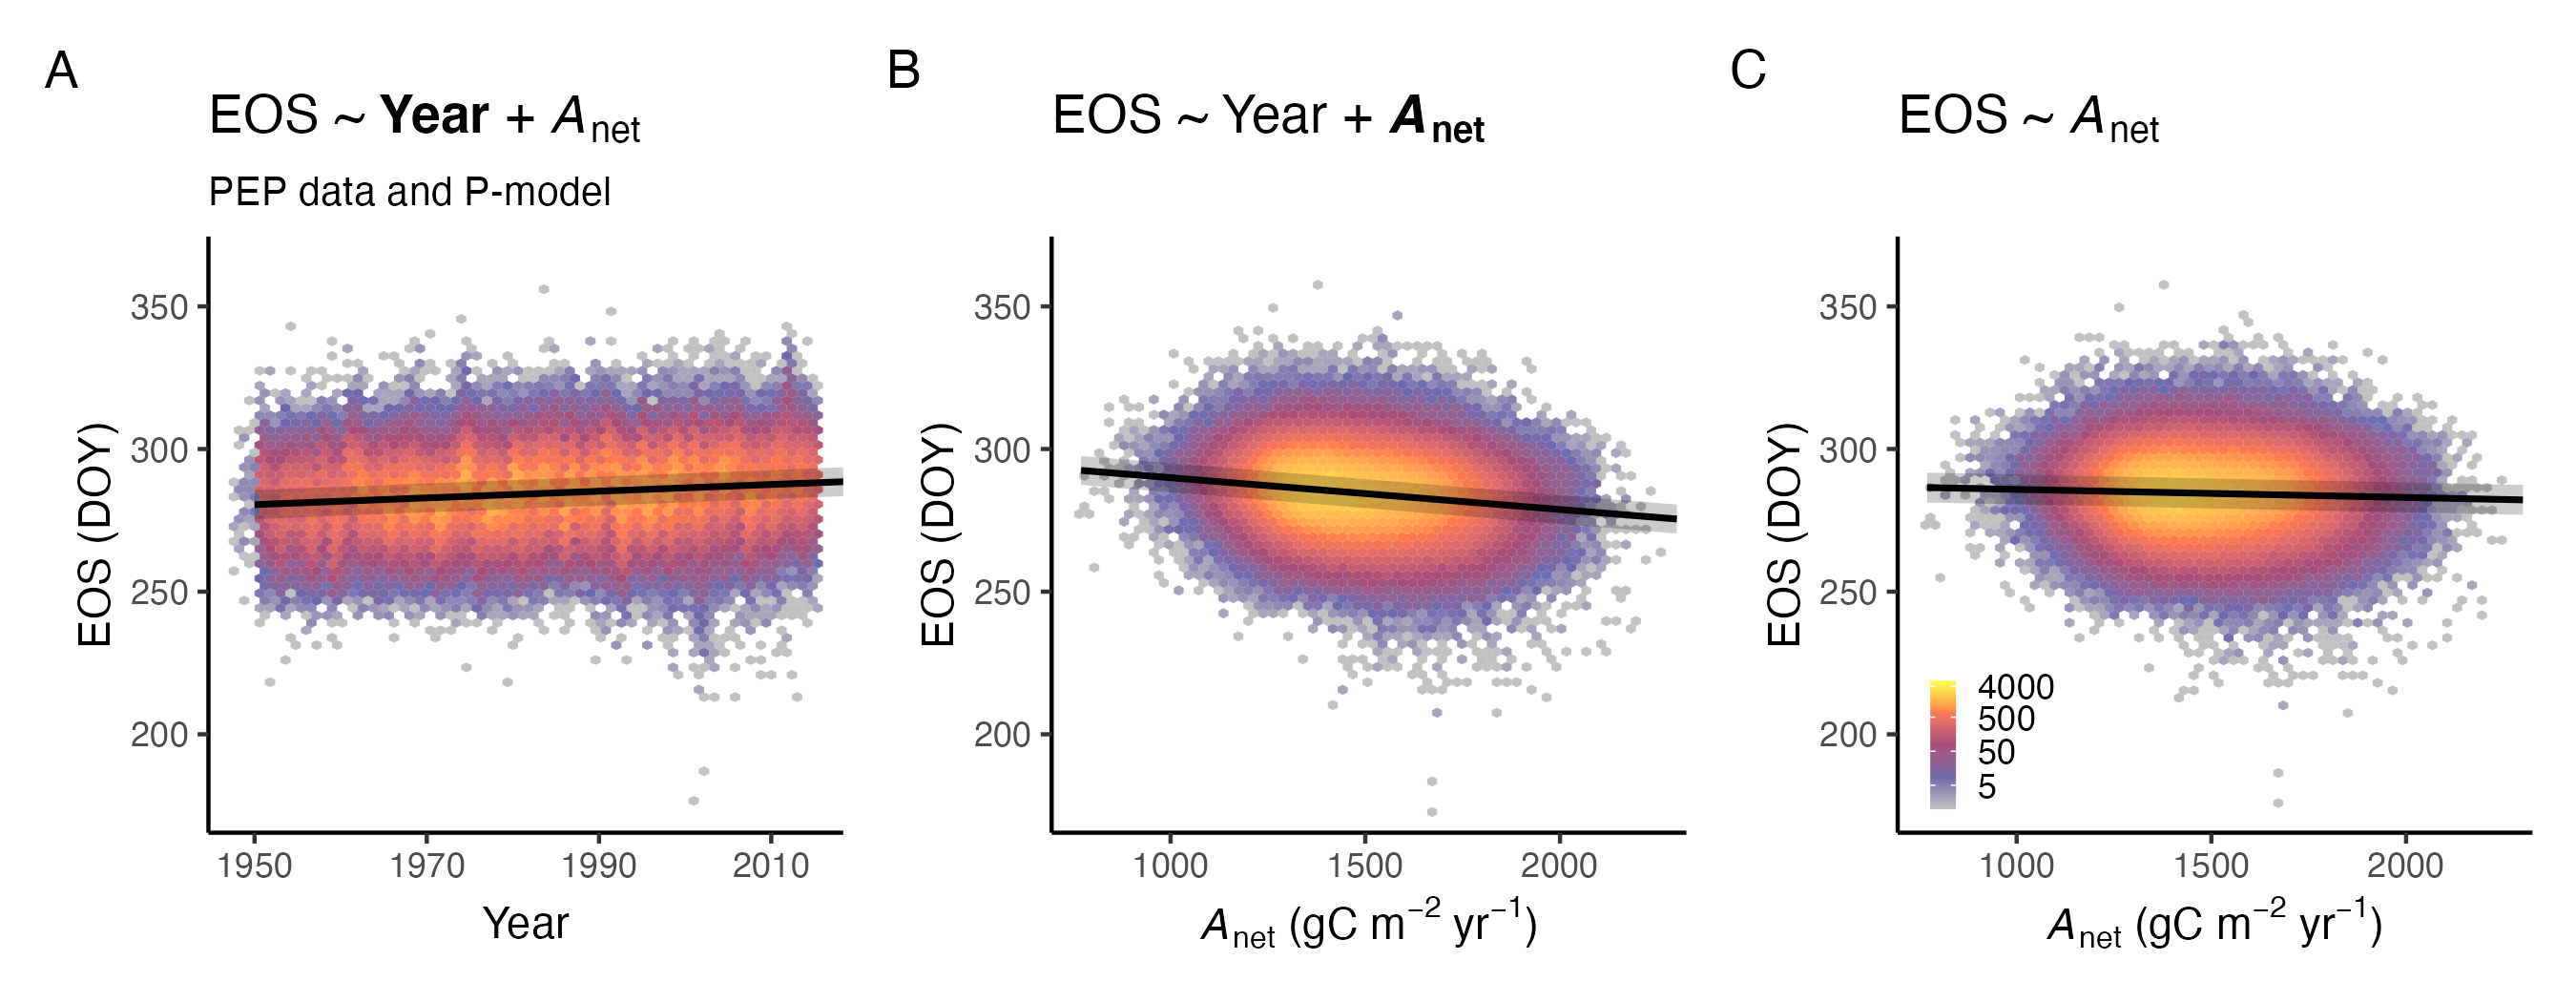 A
EOS ~ Year + Anet
PEP data and P-model
350
300
250
200
EOS (DOY)
1950 1970 1990 2010
Year
B
EOS ~ Year + Anet
350
300
250
200
EOS (DOY)
1000 1500 2000
Anet (gC m⁻² yr⁻¹)
C
EOS ~ Anet
350
300
250
200
EOS (DOY)
4000
500
50
5
1000 1500 2000
Anet (gC m⁻² yr⁻¹)